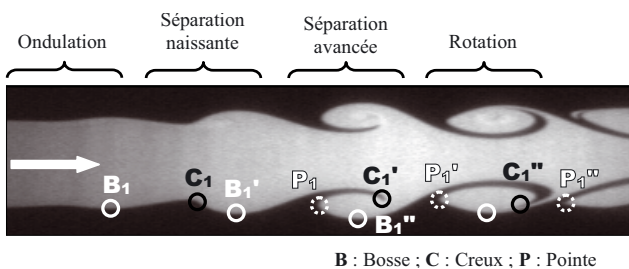 Ondulation
Séparation
naissante
Séparation
avancée
Rotation
B1
C1
B1'
P1
C1'
B1''
P1'
C1''
P1''
B : Bosse ; C : Creux ; P : Pointe